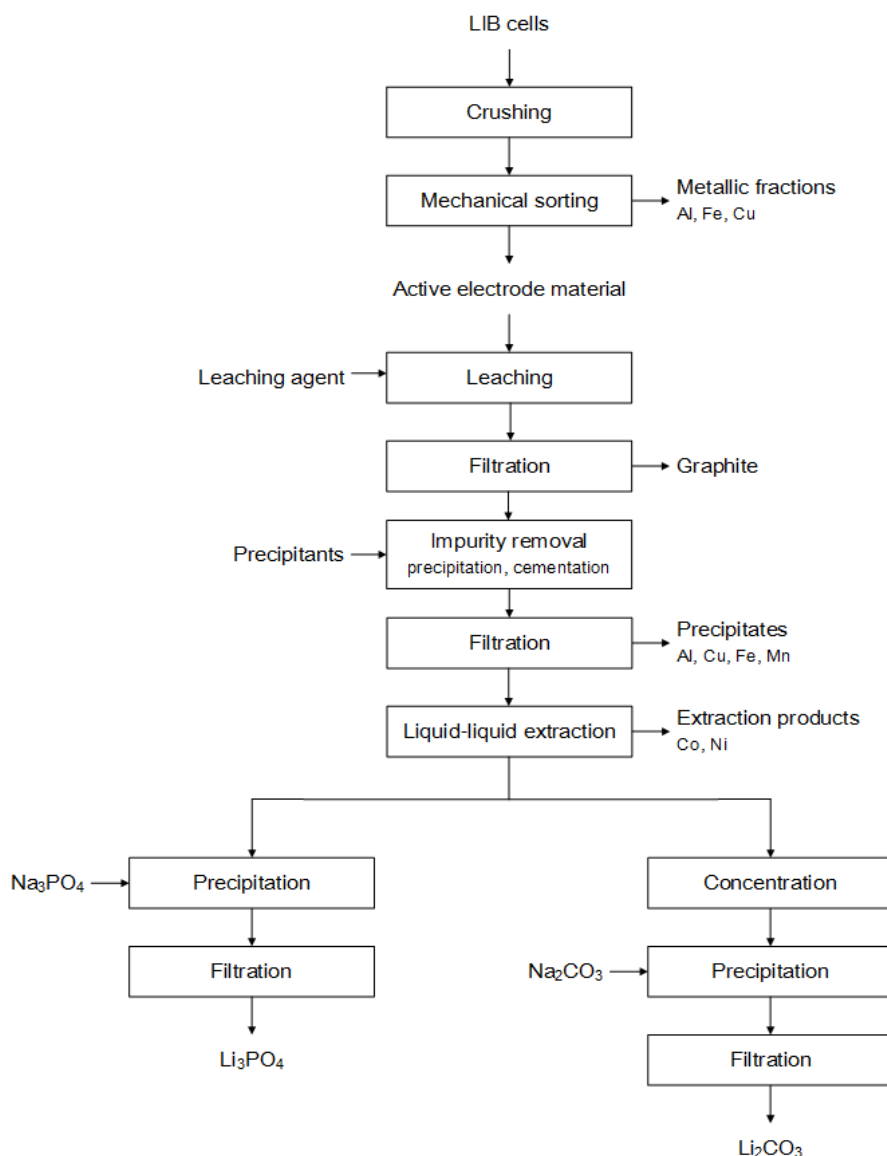 LIB cells
Crushing
Mechanical sorting
Metallic fractions
Al, Fe, Cu
Active electrode material
Leaching agent
Leaching
Filtration
Graphite
Precipitants
Impurity removal
precipitation, cementation
Filtration
Precipitates
Al, Cu, Fe, Mn
Liquid-liquid extraction
Extraction products
Co, Ni
Na₃PO₄
Precipitation
Concentration
Filtration
Na₂CO₃
Precipitation
Li₃PO₄
Filtration
Li₂CO₃